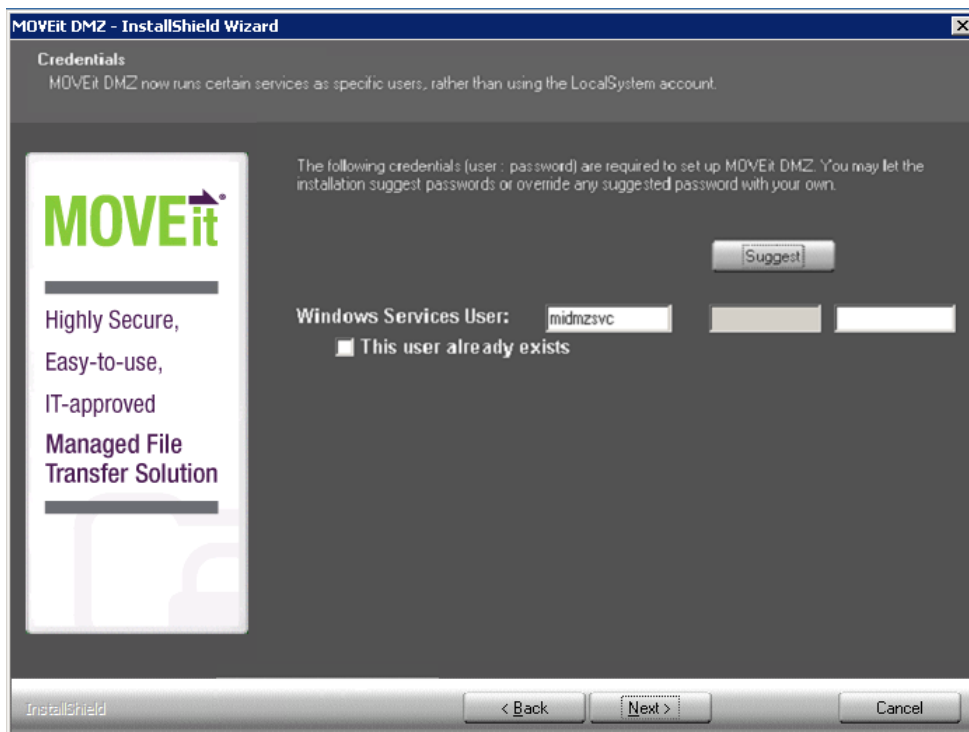 MOVEit DMZ - InstallShield Wizard
Credentials
MOVEit DMZ now runs certain services as specific users, rather than using the LocalSystem account.
The following credentials (user : password) are required to set up MOVEit DMZ. You may let the
installation suggest passwords or override any suggested password with your own.
MOVEit®
Highly Secure,
Easy-to-use,
IT-approved
Managed File
Transfer Solution
Suggest
Windows Services User: midmzsvc
This user already exists
InstallShield
< Back Next > Cancel